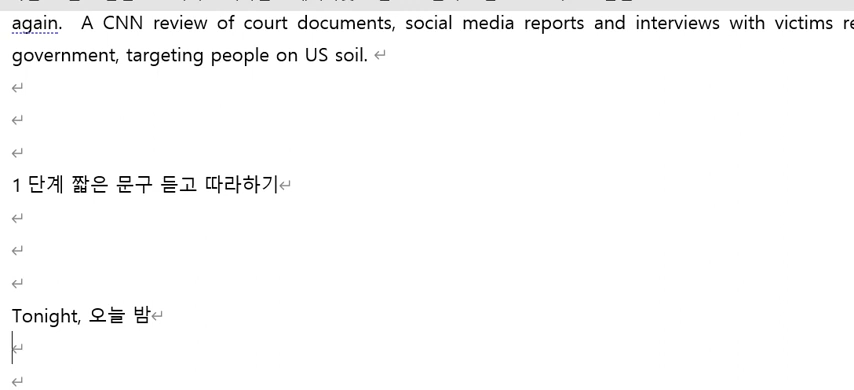 again. A CNN review of court documents, social media reports and interviews with victims
government, targeting people on US soil.
1 단계 짧은 문구 듣고 따라하기
Tonight, 오늘 밤